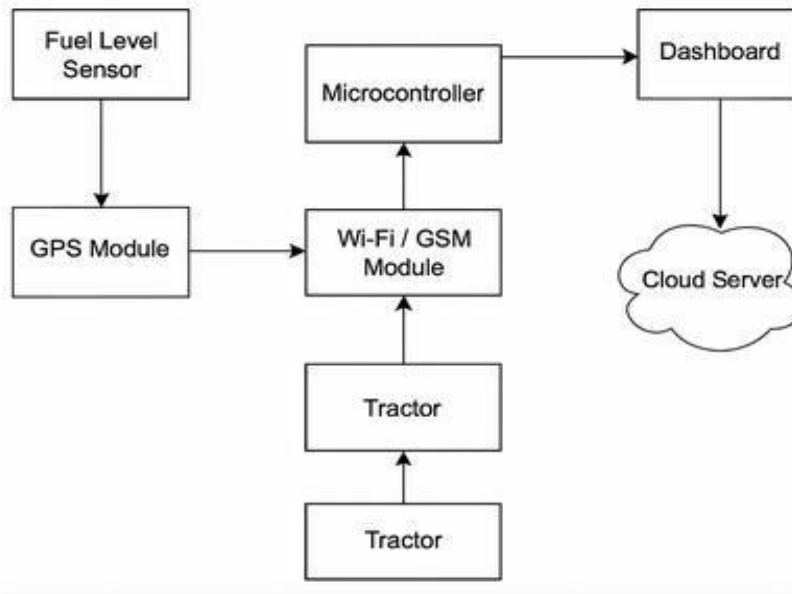 Fuel Level
Sensor
Microcontroller
Dashboard
GPS Module
Wi-Fi / GSM
Module
Cloud Server
Tractor
Tractor